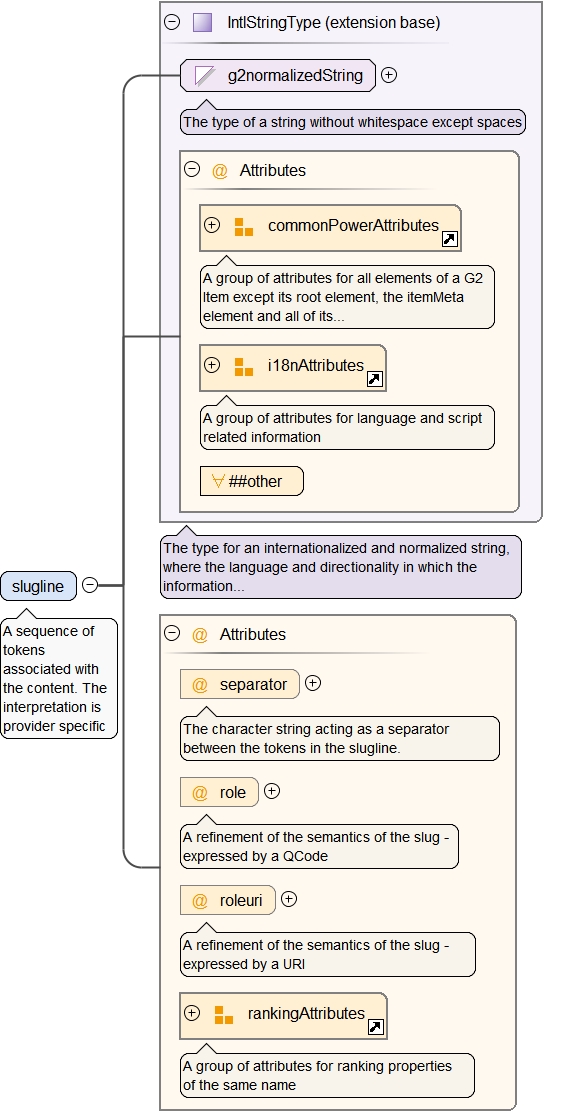 IntlStringType (extension base)
g2normalizedString
The type of a string without whitespace except spaces
@ Attributes
commonPowerAttributes
A group of attributes for all elements of a G2
Item except its root element, the itemMeta
element and all of its...
i18nAttributes
A group of attributes for language and script
related information
##other
The type for an internationalized and normalized string,
where the language and directionality in which the
information...
slugline
A sequence of
tokens
associated with
the content. The
interpretation is
provider specific
@ Attributes
@ separator
The character string acting as a separator
between the tokens in the slugline.
@ role
A refinement of the semantics of the slug -
expressed by a QCode
@ roleuri
A refinement of the semantics of the slug -
expressed by a URI
rankingAttributes
A group of attributes for ranking properties
of the same name